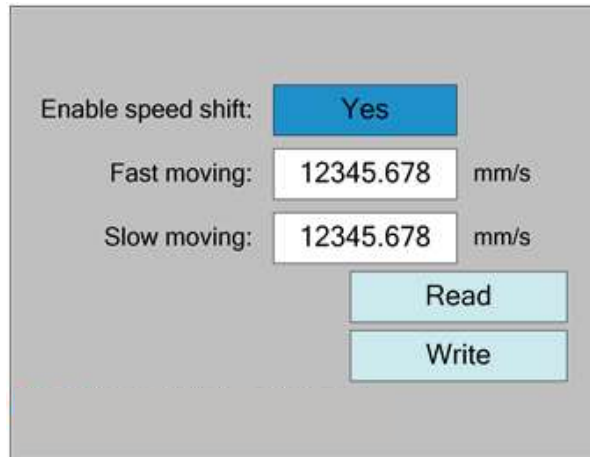 Enable speed shift: Yes
Fast moving: 12345.678 mm/s
Slow moving: 12345.678 mm/s
Read
Write